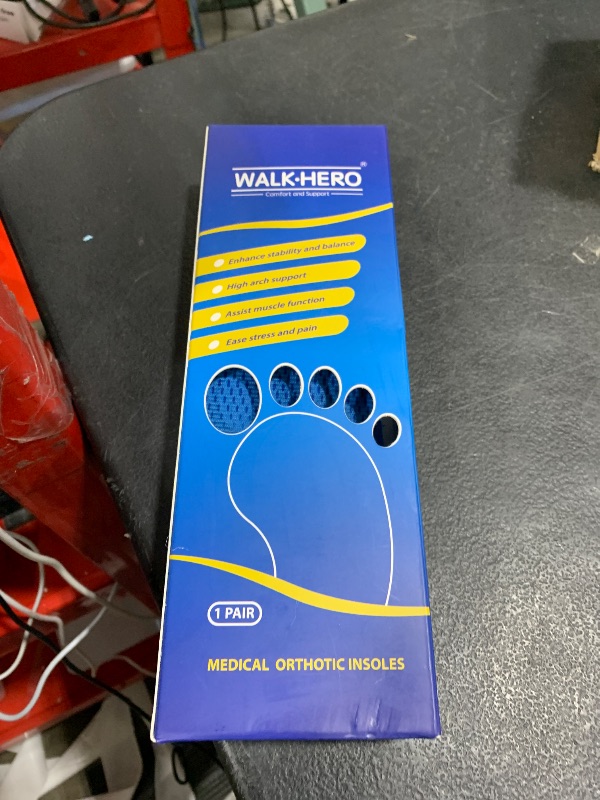 WALK·HERO®
Comfort and Support
Enhance stability and balance
High arch support
Assist muscle function
Ease stress and pain
1 PAIR
MEDICAL ORTHOTIC INSOLES